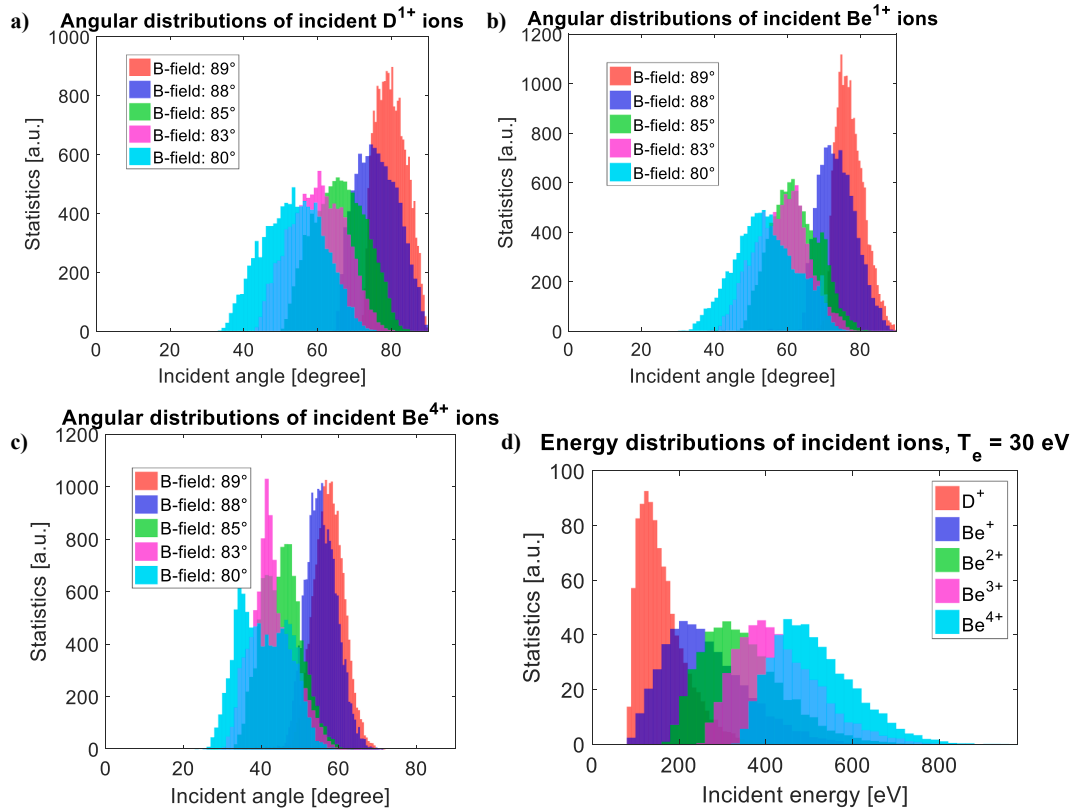 a) Angular distributions of incident D¹⁺ ions
1000
800
600
400
200
0
Statistics [a.u.]
B-field: 89°
B-field: 88°
B-field: 85°
B-field: 83°
B-field: 80°
0 20 40 60 80
Incident angle [degree]
b) Angular distributions of incident Be¹⁺ ions
1200
1000
800
600
400
200
0
Statistics [a.u.]
B-field: 89°
B-field: 88°
B-field: 85°
B-field: 83°
B-field: 80°
0 20 40 60 80
Incident angle [degree]
c) Angular distributions of incident Be⁴⁺ ions
1200
1000
800
600
400
200
0
Statistics [a.u.]
B-field: 89°
B-field: 88°
B-field: 85°
B-field: 83°
B-field: 80°
0 20 40 60 80
Incident angle [degree]
d) Energy distributions of incident ions, Tₑ = 30 eV
100
80
60
40
20
0
Statistics [a.u.]
D⁺
Be⁺
Be²⁺
Be³⁺
Be⁴⁺
0 200 400 600 800
Incident energy [eV]